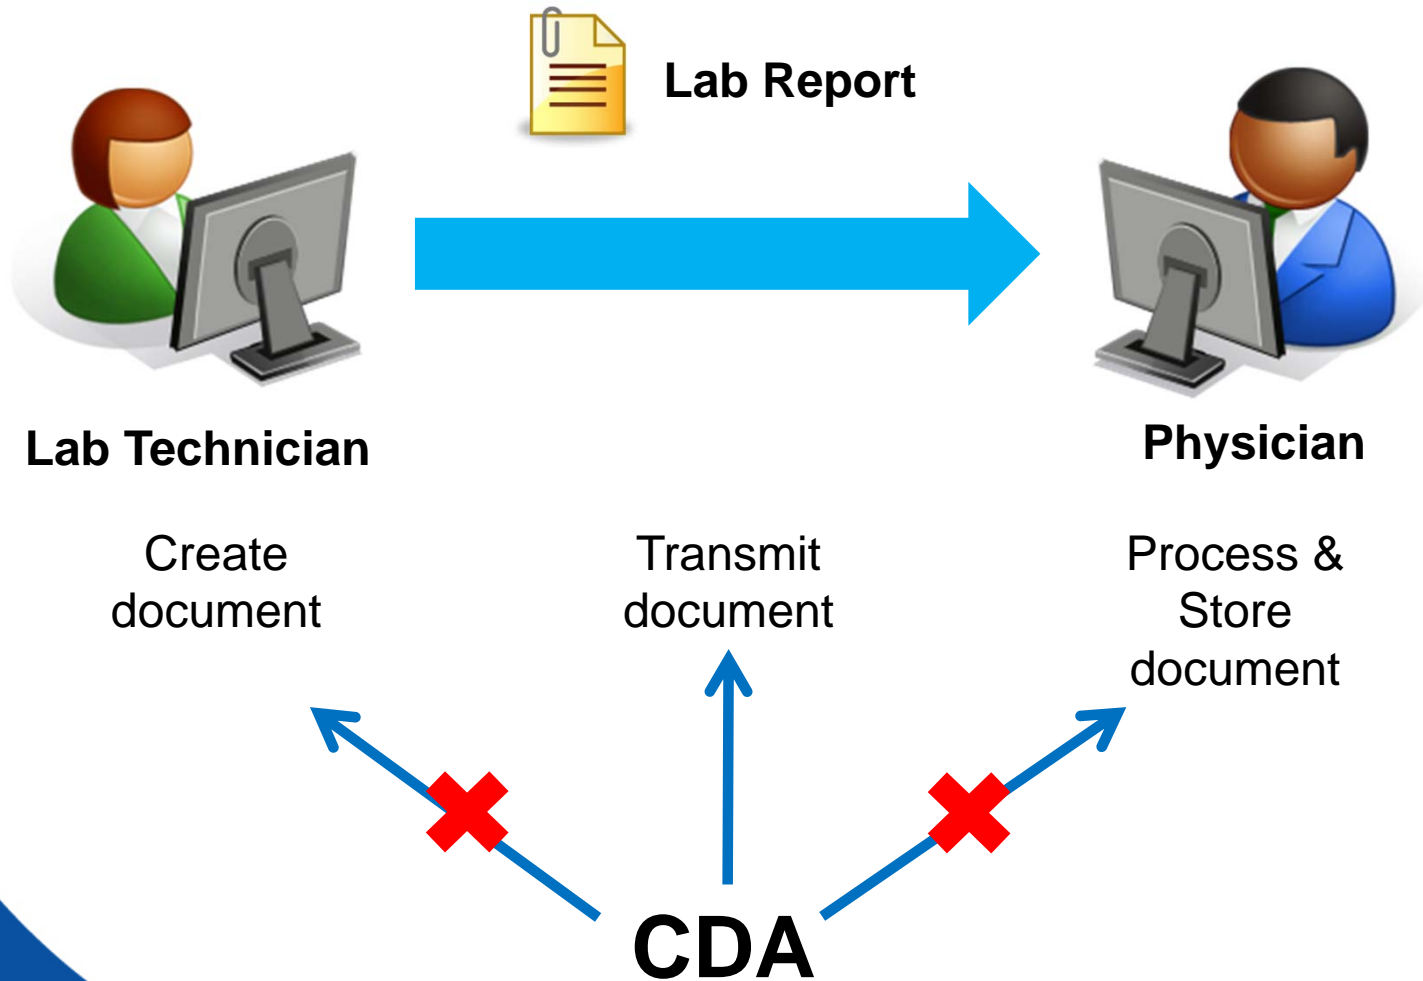 Lab Report
Lab Technician
Physician
Create
document
Transmit
document
Process &
Store
document
CDA